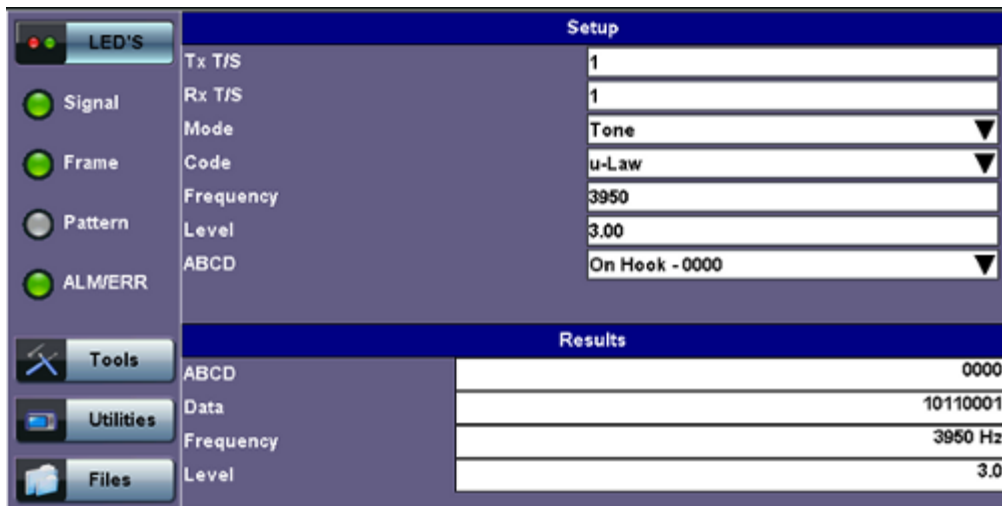 LED'S
Signal
Frame
Pattern
ALM/ERR
Tools
Utilities
Files
Setup
Tx T/S 1
Rx T/S 1
Mode Tone
Code u-Law
Frequency 3950
Level 3.00
ABCD On Hook - 0000
Results
ABCD 0000
Data 10110001
Frequency 3950 Hz
Level 3.0